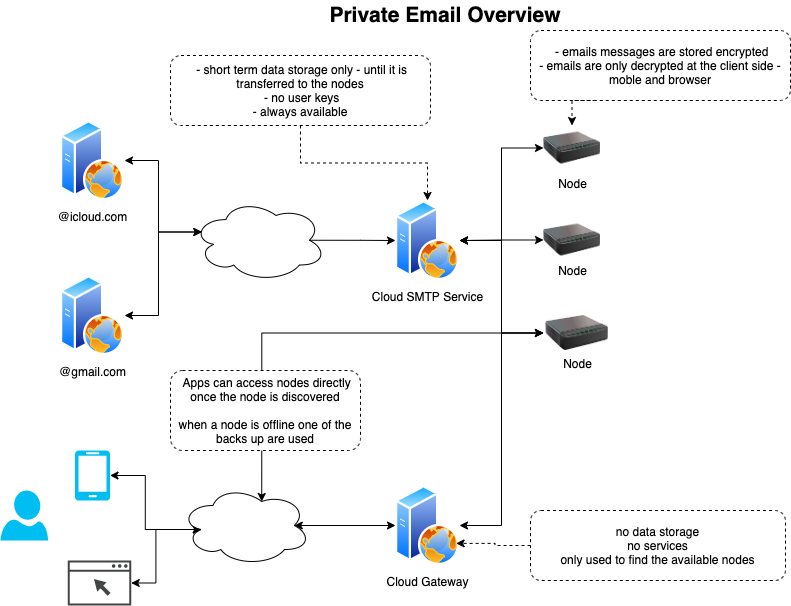 Private Email Overview
- short term data storage only - until it is
transferred to the nodes
- no user keys
- always available
- emails messages are stored encrypted
- emails are only decrypted at the client side -
moble and browser
@icloud.com
Node
Node
Cloud SMTP Service
@gmail.com
Node
Apps can access nodes directly
once the node is discovered
when a node is offline one of the
backs up are used
no data storage
no services
only used to find the available nodes
Cloud Gateway